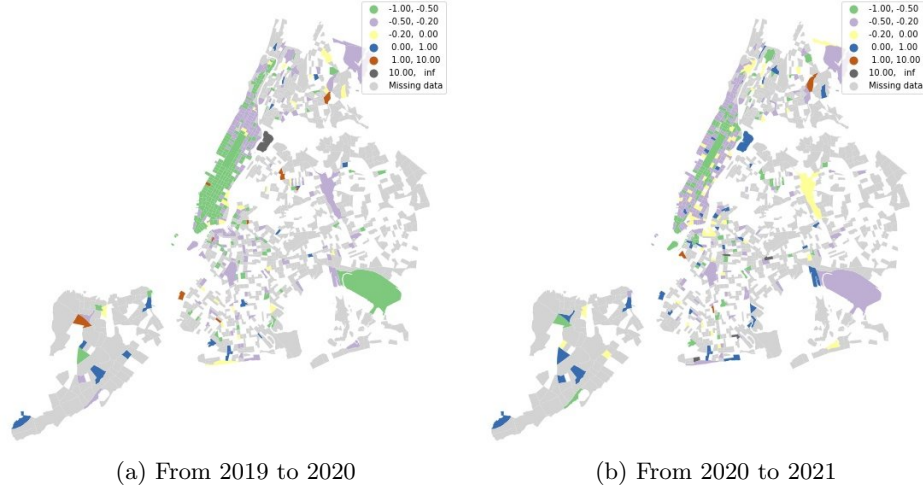 -1.00, -0.50
-0.50, -0.20
-0.20, 0.00
0.00, 1.00
1.00, 10.00
10.00, inf
Missing data
-1.00, -0.50
-0.50, -0.20
-0.20, 0.00
0.00, 1.00
1.00, 10.00
10.00, inf
Missing data
(a) From 2019 to 2020
(b) From 2020 to 2021